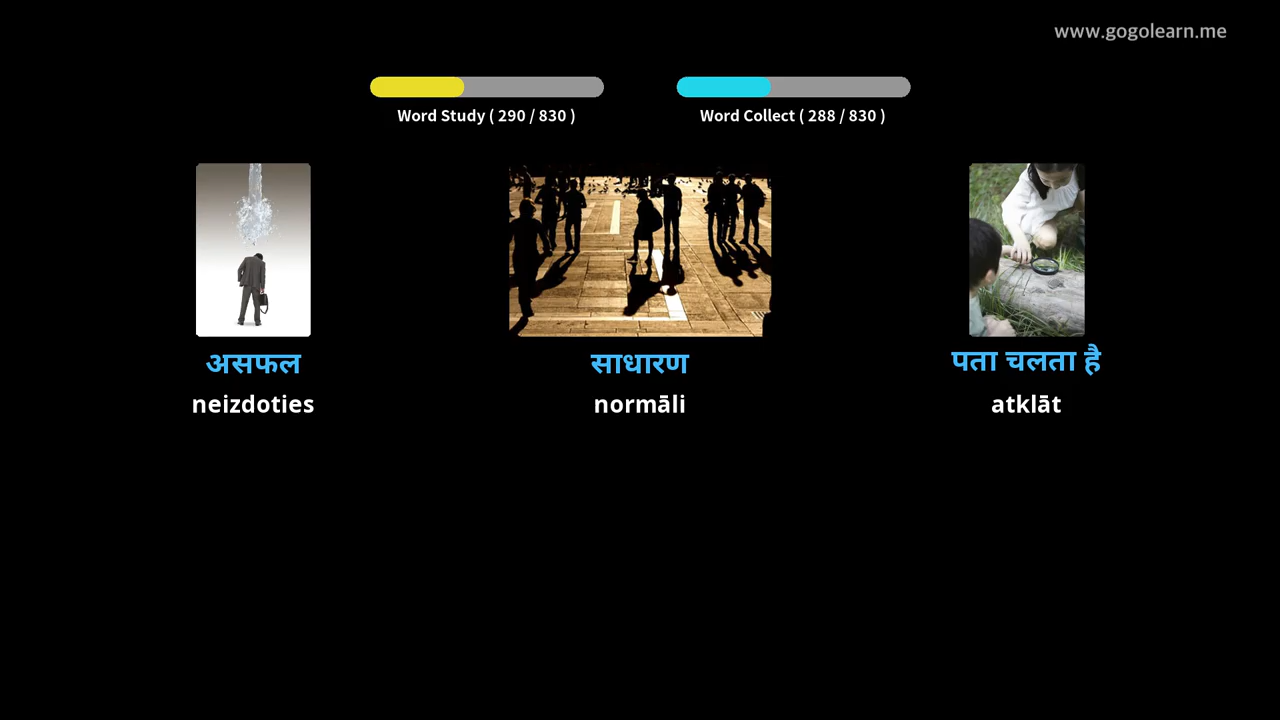 www.gogolearn.me
Word Study ( 290 / 830 )
Word Collect ( 288 / 830 )
असफल
साधारण
पता चलता है
neizdoties
normāli
atklāt